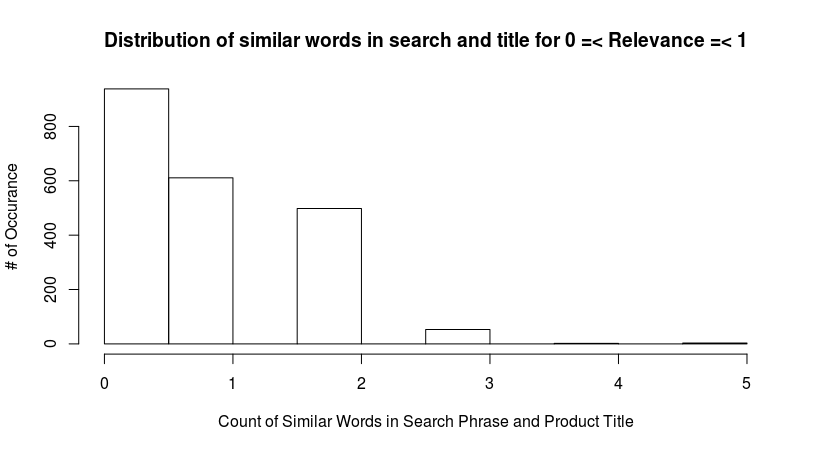 Distribution of similar words in search and title for 0 =< Relevance =< 1
# of Occurance
800
600
400
200
0
0 1 2 3 4 5
Count of Similar Words in Search Phrase and Product Title